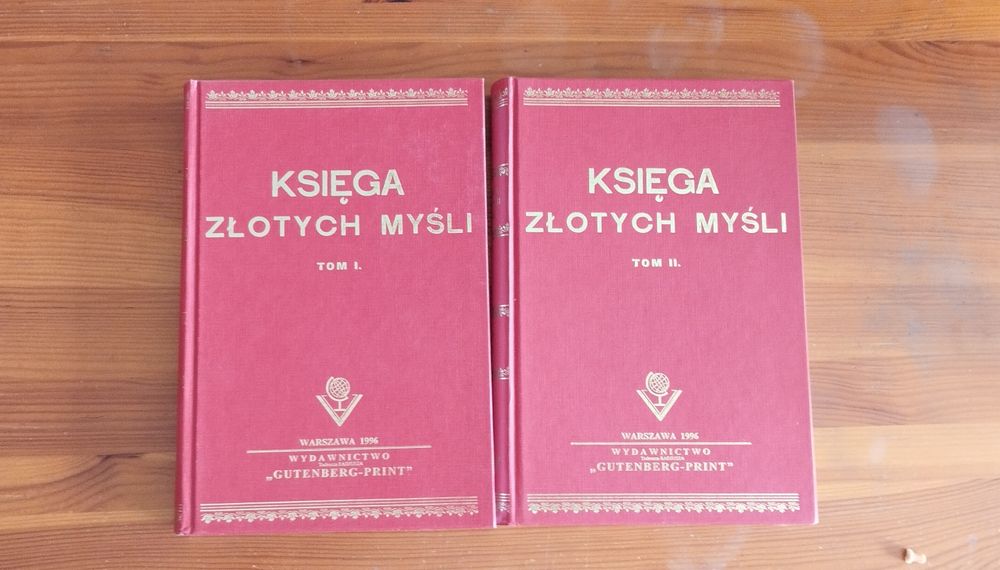 KSIĘGA
ZŁOTYCH MYŚLI
TOM I.
WARSZAWA 1996
WYDAWNICTWO
„GUTENBERG-PRINT”
KSIĘGA
ZŁOTYCH MYŚLI
TOM II.
WARSZAWA 1996
WYDAWNICTWO
„GUTENBERG-PRINT”